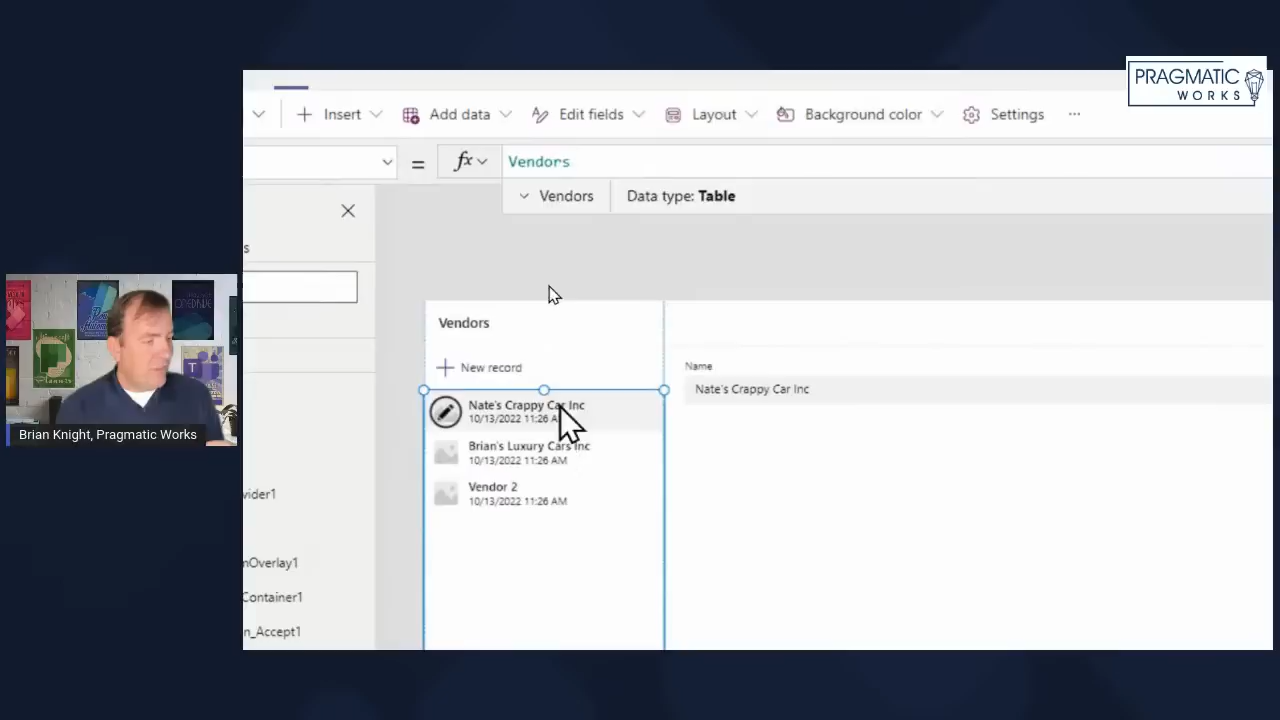 PRAGMATIC
WORKS
Insert
Add data
Edit fields
Layout
Background color
Settings
...
=
fx
Vendors
Vendors
Data type: Table
s
Vendors
New record
Name
Nate's Crappy Car Inc
Nate's Crappy Car Inc
10/13/2022 11:26 A
Brian's Luxury Cars Inc
10/13/2022 11:26 AM
Vendor 2
10/13/2022 11:26 AM
Brian Knight, Pragmatic Works
vider1
nOverlay1
Container1
n_Accept1